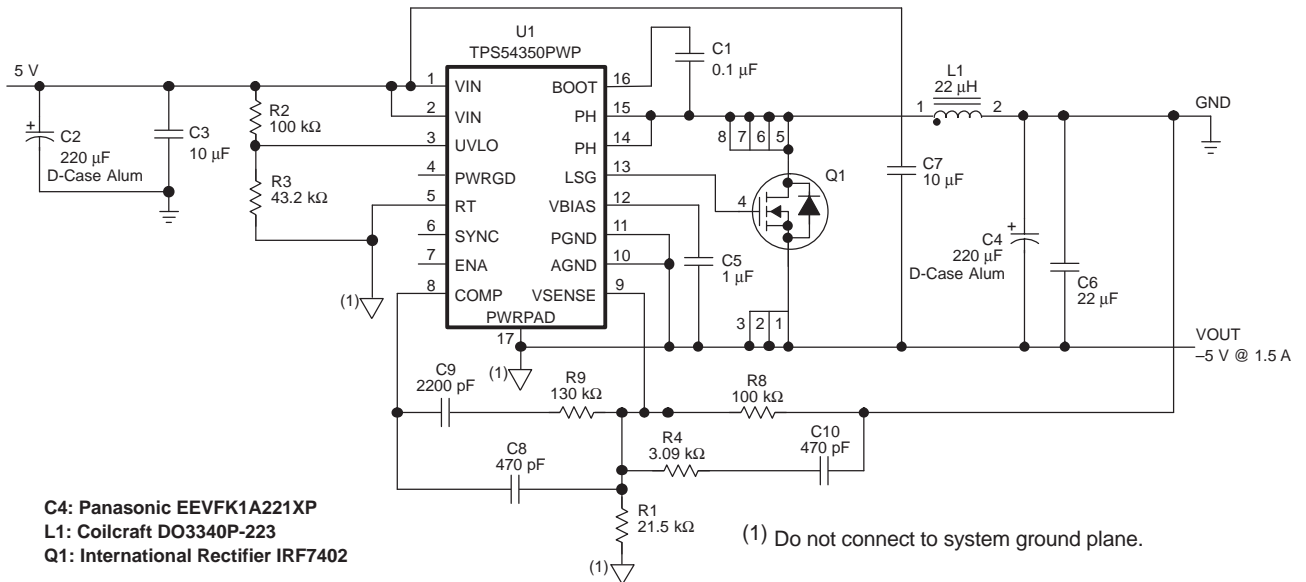 U1
TPS54350PWP
5 V
C2
220 μF
D-Case Alum
+
C3
10 μF
R2
100 kΩ
R3
43.2 kΩ
1 VIN
2 VIN
3 UVLO
4 PWRGD
5 RT
6 SYNC
7 ENA
8 COMP
BOOT 16
PH 15
PH 14
LSG 13
VBIAS 12
PGND 11
AGND 10
VSENSE 9
PWRPAD
17
(1)
(1)
C1
0.1 μF
8 7 6 5
4
Q1
3 2 1
C5
1 μF
C7
10 μF
L1
22 μH
1 2
GND
+
C4
220 μF
D-Case Alum
C6
22 μF
VOUT
–5 V @ 1.5 A
C9
2200 pF
R9
130 kΩ
R8
100 kΩ
C8
470 pF
R4
3.09 kΩ
C10
470 pF
R1
21.5 kΩ
(1)
C4: Panasonic EEVFK1A221XP
L1: Coilcraft DO3340P-223
Q1: International Rectifier IRF7402
(1) Do not connect to system ground plane.